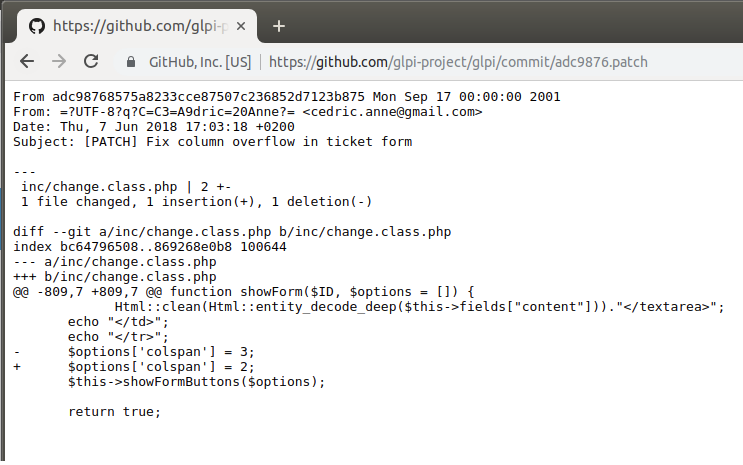 https://github.com/glpi-p
GitHub, Inc. [US] | https://github.com/glpi-project/glpi/commit/adc9876.patch
From adc98768575a8233cce87507c236852d7123b875 Mon Sep 17 00:00:00 2001
From: =?UTF-8?q?C=C3=A9dric=20Anne?= <cedric.anne@gmail.com>
Date: Thu, 7 Jun 2018 17:03:18 +0200
Subject: [PATCH] Fix column overflow in ticket form
---
 inc/change.class.php | 2 +-
 1 file changed, 1 insertion(+), 1 deletion(-)
diff --git a/inc/change.class.php b/inc/change.class.php
index bc64796508..869268e0b8 100644
--- a/inc/change.class.php
+++ b/inc/change.class.php
@@ -809,7 +809,7 @@ function showForm($ID, $options = []) {
             Html::clean(Html::entity_decode_deep($this->fields["content"]))."</textarea>";
       echo "</td>";
       echo "</tr>";
-      $options['colspan'] = 3;
+      $options['colspan'] = 2;
       $this->showFormButtons($options);
       return true;